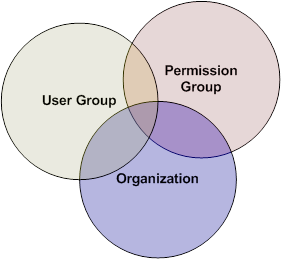 Permission
Group
User Group
Organization